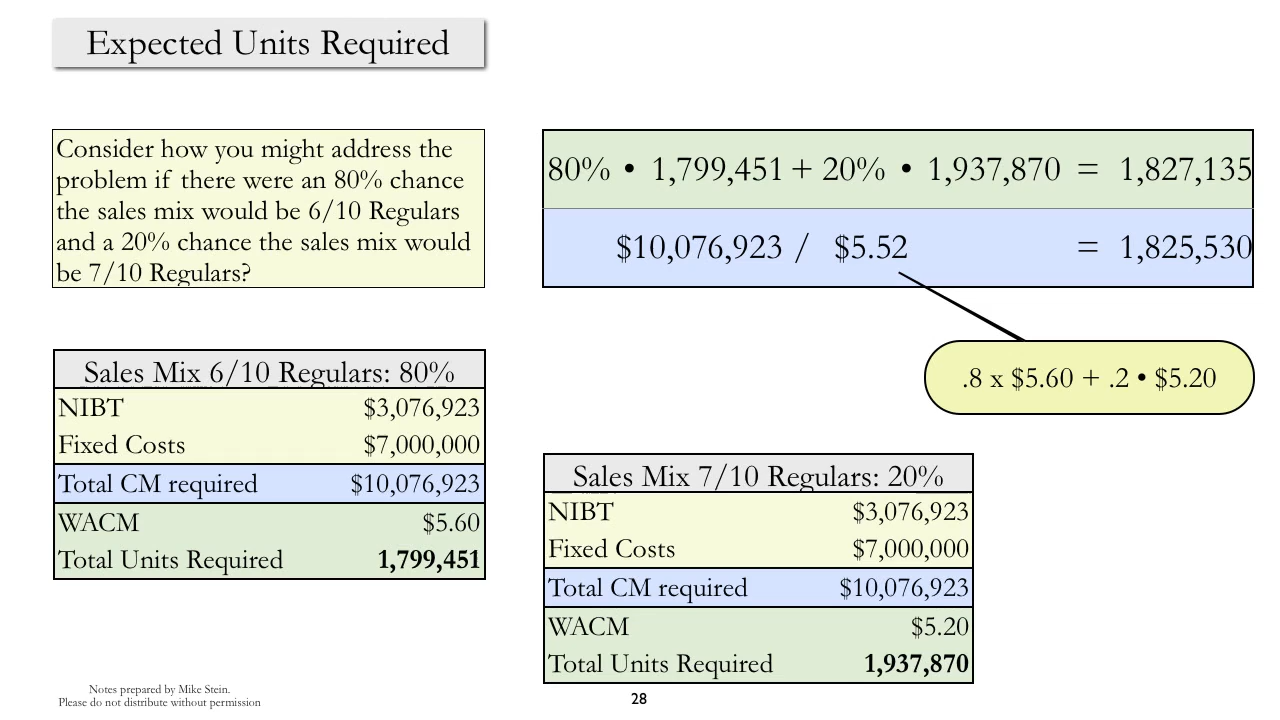 Expected Units Required
Consider how you might address the
problem if there were an 80% chance
the sales mix would be 6/10 Regulars
and a 20% chance the sales mix would
be 7/10 Regulars?
80% • 1,799,451 + 20% • 1,937,870 = 1,827,135
$10,076,923 / $5.52 = 1,825,530
.8 x $5.60 + .2 • $5.20
Sales Mix 6/10 Regulars: 80%
NIBT $3,076,923
Fixed Costs $7,000,000
Total CM required $10,076,923
WACM $5.60
Total Units Required 1,799,451
Sales Mix 7/10 Regulars: 20%
NIBT $3,076,923
Fixed Costs $7,000,000
Total CM required $10,076,923
WACM $5.20
Total Units Required 1,937,870
Notes prepared by Mike Stein.
Please do not distribute without permission
28